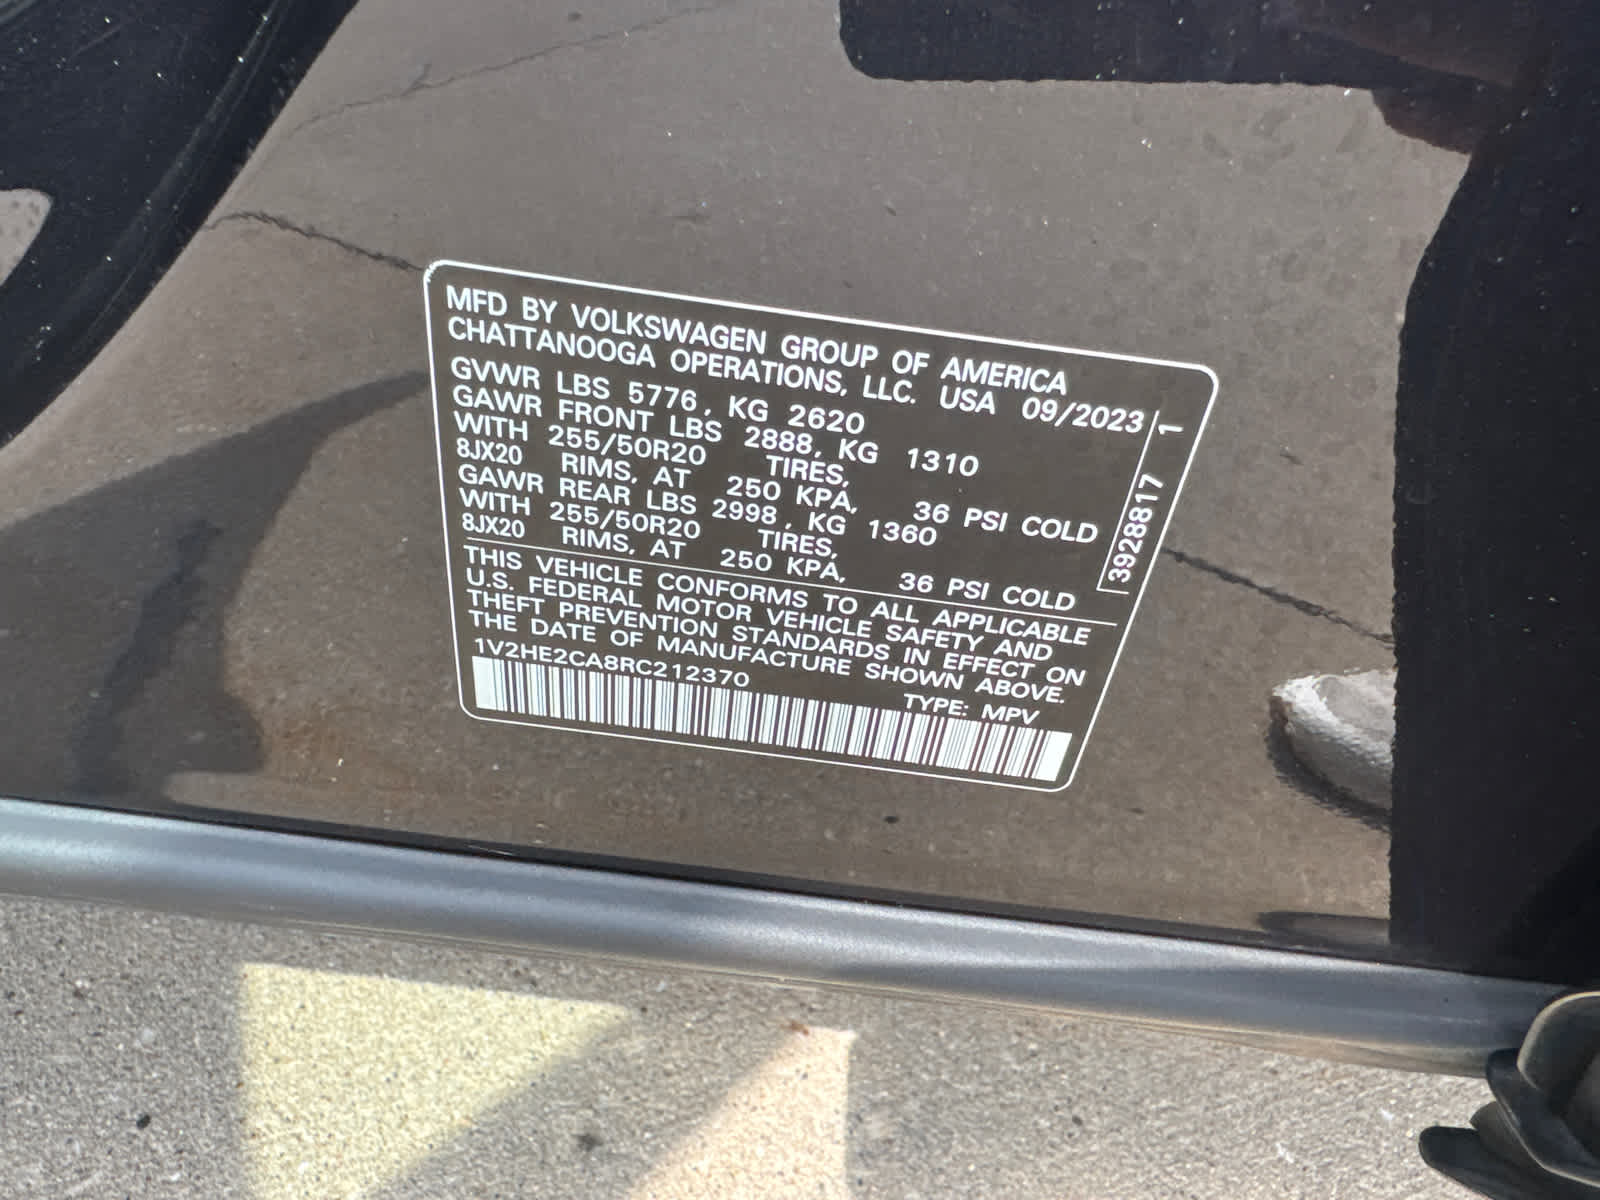 MFD BY VOLKSWAGEN GROUP OF AMERICA
CHATTANOOGA OPERATIONS, LLC. USA 09/2023
GVWR LBS 5776, KG 2620
GAWR FRONT LBS 2888, KG 1310
WITH 255/50R20 TIRES,
8JX20 RIMS, AT 250 KPA, 36 PSI COLD
GAWR REAR LBS 2998, KG 1360
WITH 255/50R20 TIRES,
8JX20 RIMS, AT 250 KPA, 36 PSI COLD
THIS VEHICLE CONFORMS TO ALL APPLICABLE
U.S. FEDERAL MOTOR VEHICLE SAFETY AND
THEFT PREVENTION STANDARDS IN EFFECT ON
THE DATE OF MANUFACTURE SHOWN ABOVE.
1V2HE2CA8RC212370 TYPE: MPV
3928817 1